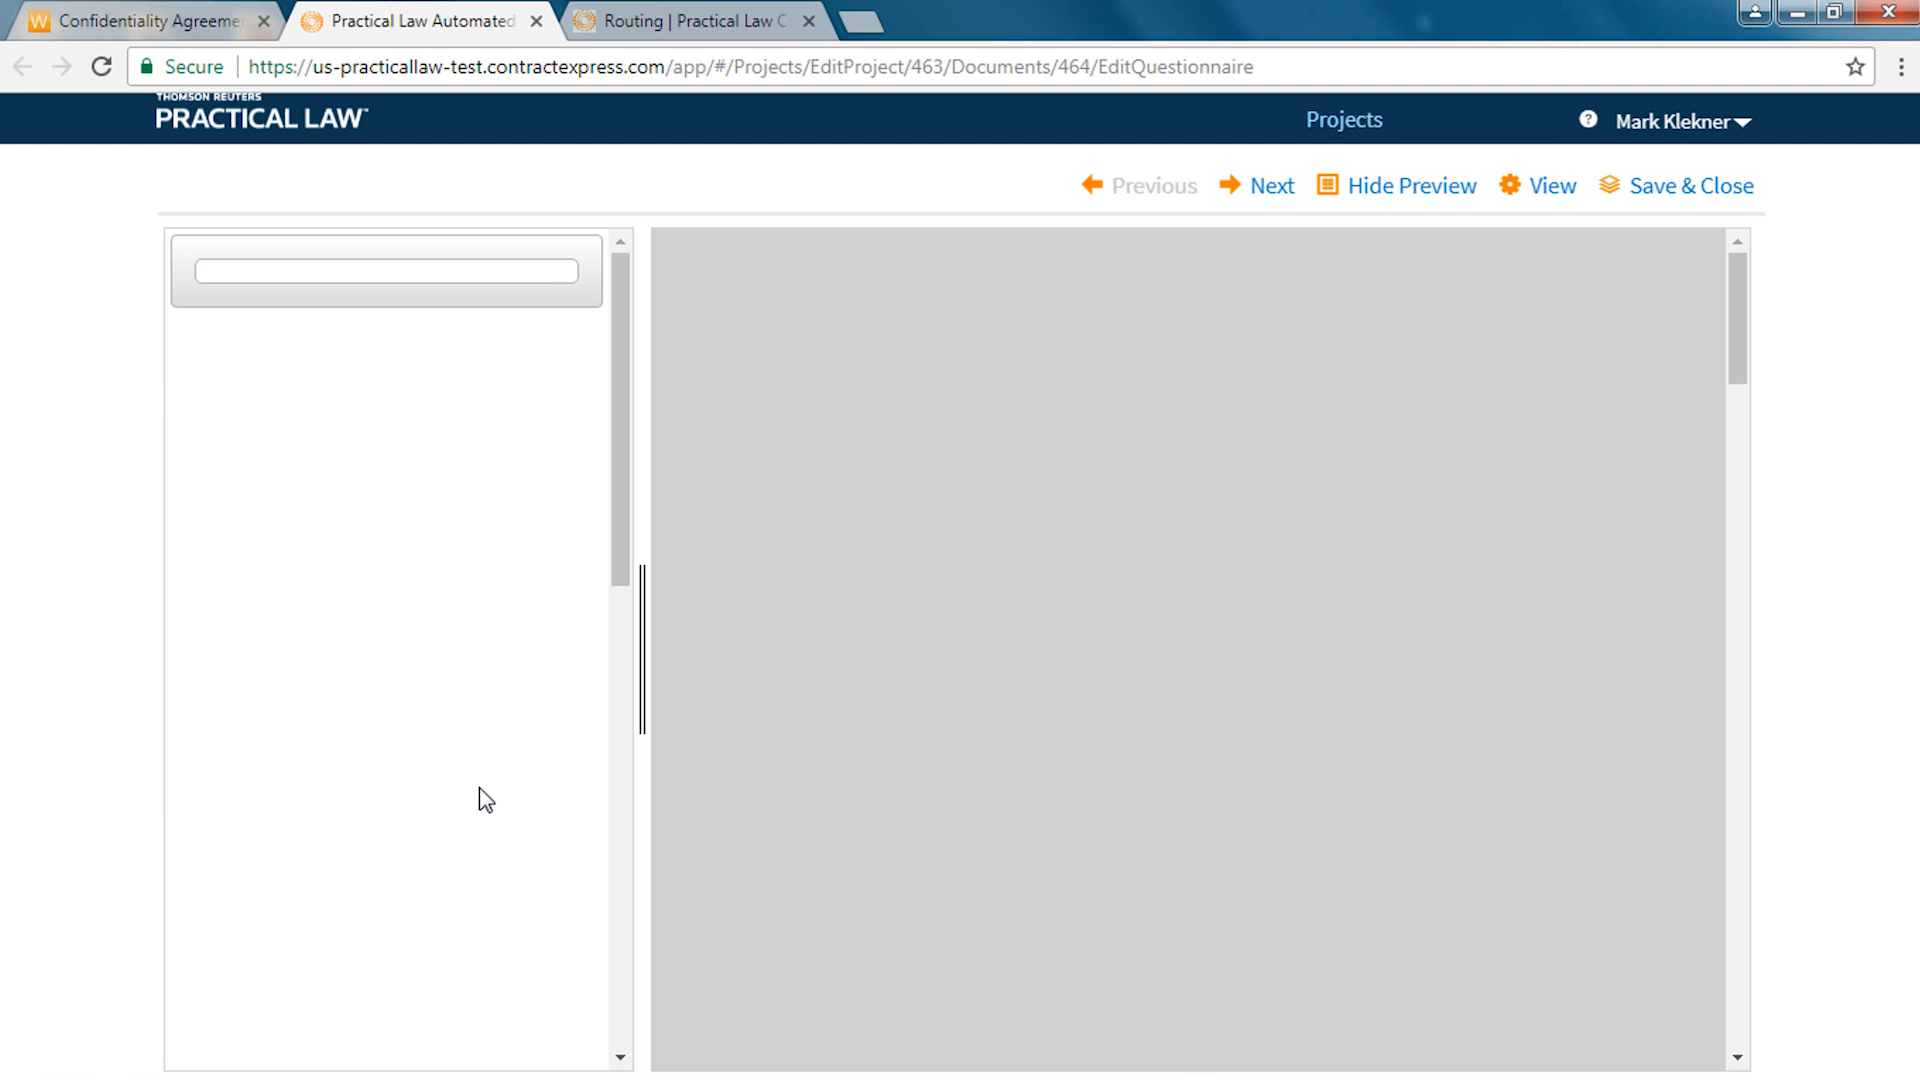 Confidentiality Agreeme
Practical Law Automated
Routing | Practical Law C
Secure
https://us-practicallaw-test.contractexpress.com/app/#/Projects/EditProject/463/Documents/464/EditQuestionnaire
THOMSON REUTERS
PRACTICAL LAW™
Projects
? Mark Klekner
Previous Next Hide Preview View Save & Close